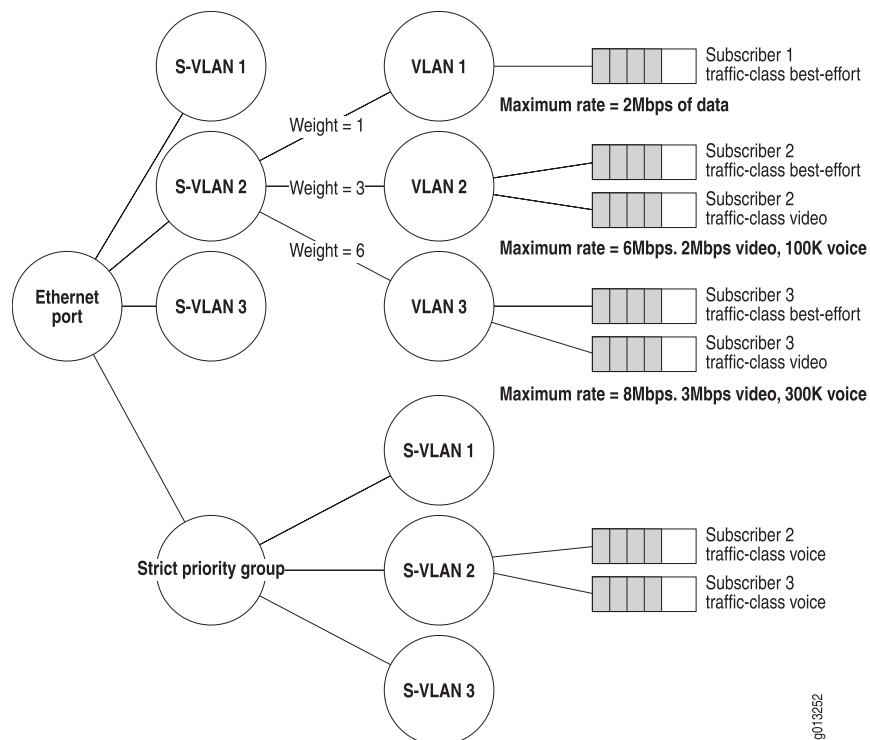 S-VLAN 1
VLAN 1
Subscriber 1
traffic-class best-effort
Maximum rate = 2Mbps of data
Weight = 1
S-VLAN 2
Weight = 3
VLAN 2
Subscriber 2
traffic-class best-effort
Subscriber 2
traffic-class video
Maximum rate = 6Mbps. 2Mbps video, 100K voice
Weight = 6
Ethernet
port
S-VLAN 3
VLAN 3
Subscriber 3
traffic-class best-effort
Subscriber 3
traffic-class video
Maximum rate = 8Mbps. 3Mbps video, 300K voice
S-VLAN 1
Strict priority group
S-VLAN 2
Subscriber 2
traffic-class voice
Subscriber 3
traffic-class voice
S-VLAN 3
g013252